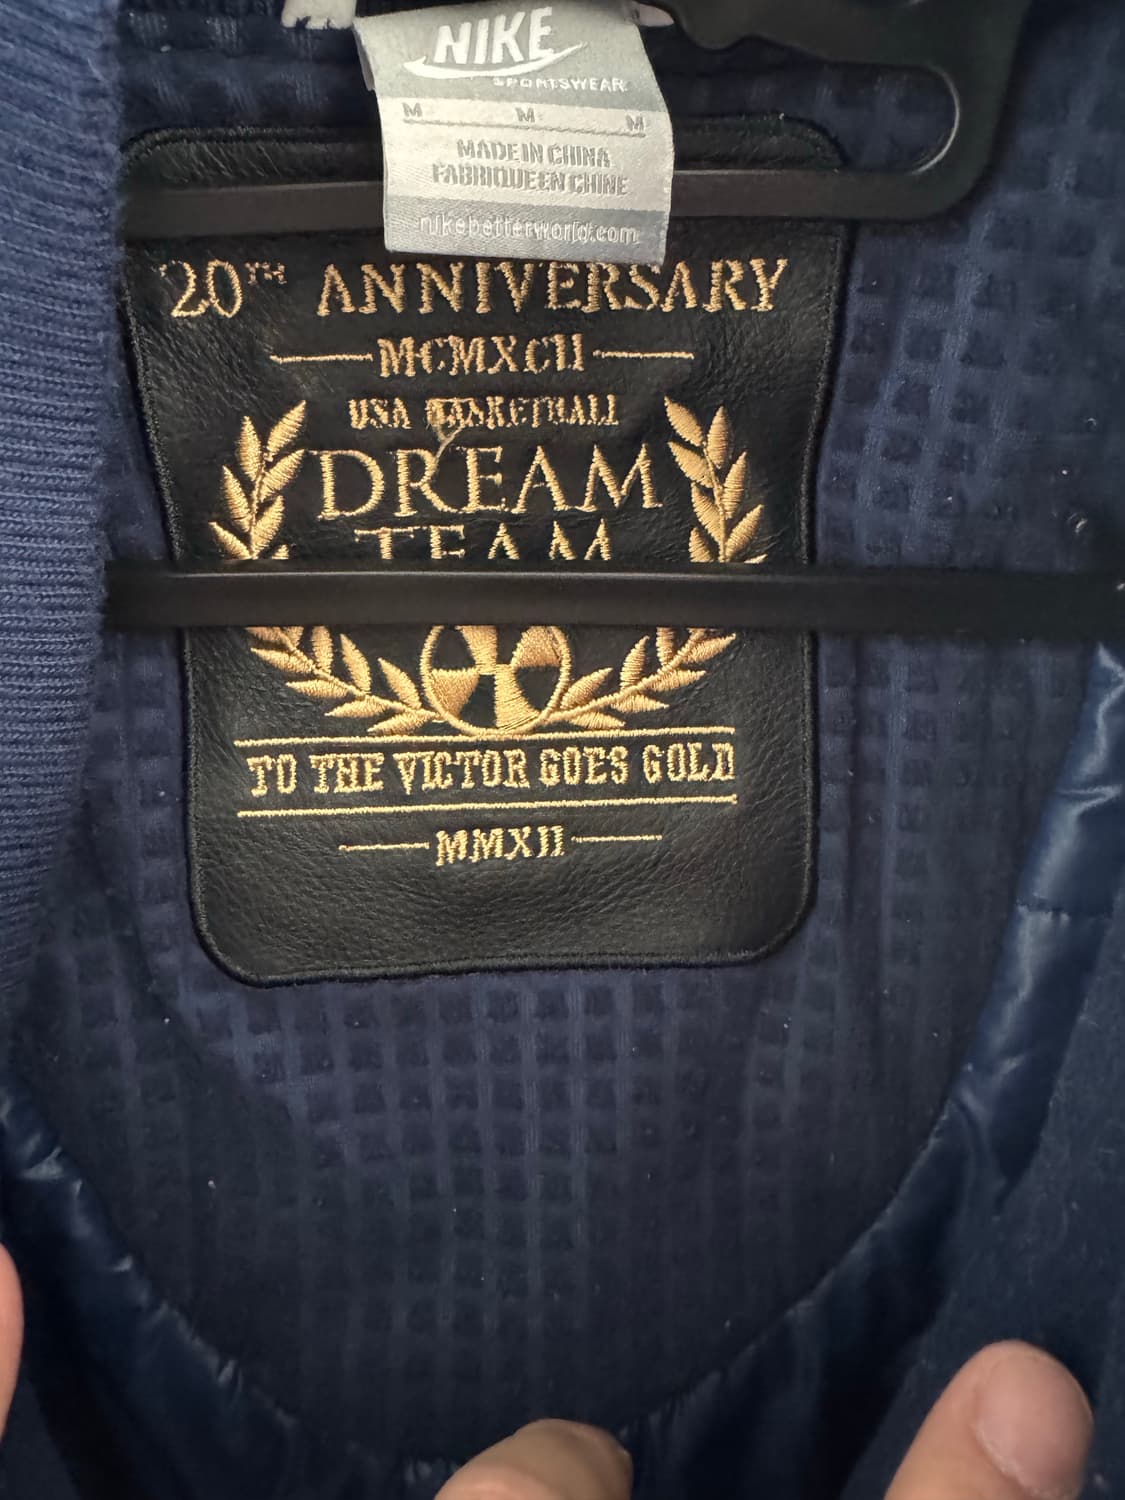 NIKE
SPORTSWEAR
M M M
MADE IN CHINA
FABRIQUE EN CHINE
nikebetterworld.com
20TH ANNIVERSARY
MCMXCII
USA BASKETBALL
DREAM
TEAM
TO THE VICTOR GOES GOLD
MMXII